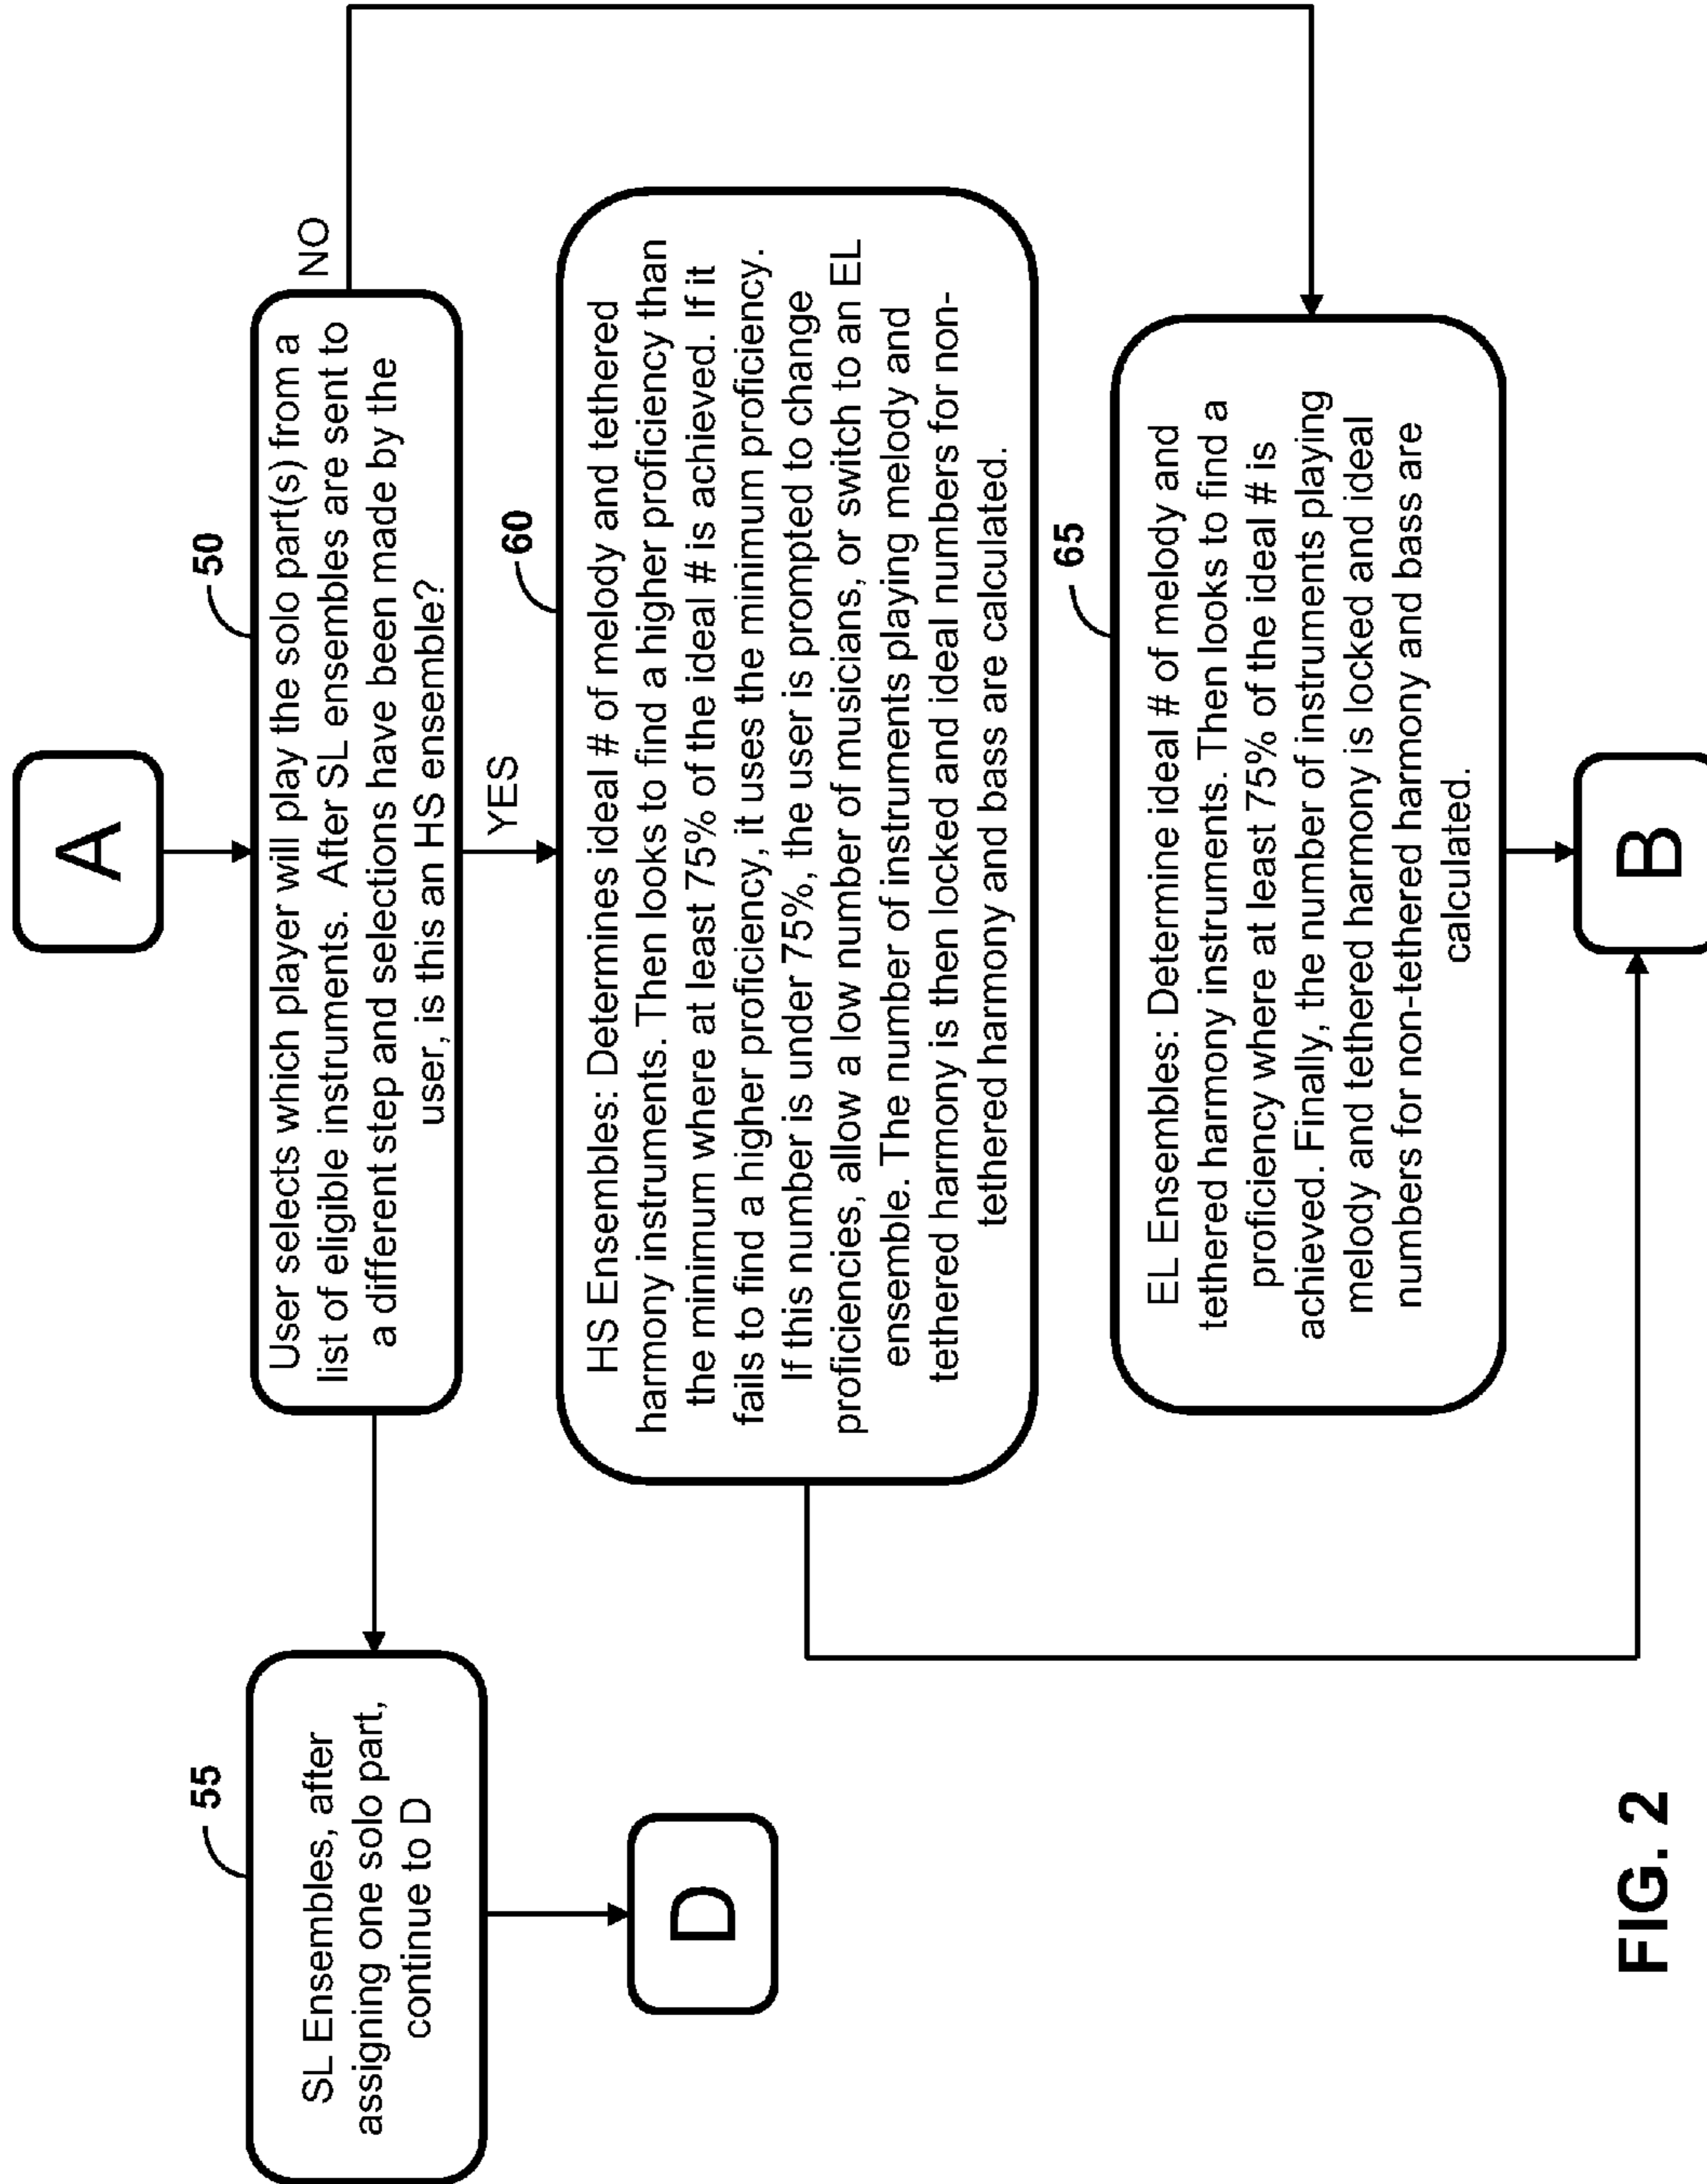 A
50
User selects which player will play the solo part(s) from a
list of eligible instruments. After SL ensembles are sent to
a different step and selections have been made by the
user, is this an HS ensemble?
NO
YES
55
SL Ensembles, after
assigning one solo part,
continue to D
D
60
HS Ensembles: Determines ideal # of melody and tethered
harmony instruments. Then looks to find a higher proficiency than
the minimum where at least 75% of the ideal # is achieved. If it
fails to find a higher proficiency, it uses the minimum proficiency.
If this number is under 75%, the user is prompted to change
proficiencies, allow a low number of musicians, or switch to an EL
ensemble. The number of instruments playing melody and
tethered harmony is then locked and ideal numbers for non-
tethered harmony and bass are calculated.
65
EL Ensembles: Determine ideal # of melody and
tethered harmony instruments. Then looks to find a
proficiency where at least 75% of the ideal # is
achieved. Finally, the number of instruments playing
melody and tethered harmony is locked and ideal
numbers for non-tethered harmony and bass are
calculated.
B
FIG. 2